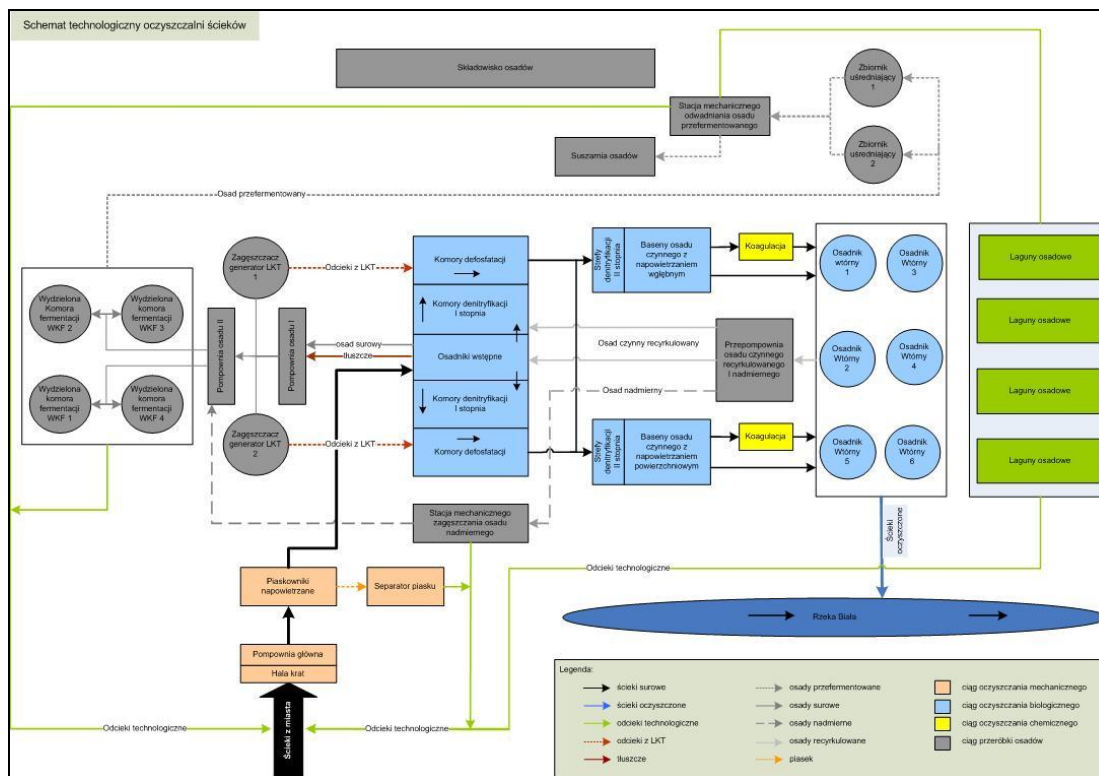 Schemat technologiczny oczyszczalni ścieków
Składowisko osadów
Stacja mechanicznego
odwadniania osadu
przefermentowanego
Suszarnia osadów
Zbiornik
uśredniający
1
Zbiornik
uśredniający
2
Osad przefermentowany
Zagęszczacz
generator LKT
1
Odcieki z LKT
Wydzielona
Komora
fermentacji
WKF 2
Wydzielona
komora
fermentacji
WKF 3
Wydzielona
komora
fermentacji
WKF 1
Wydzielona
komora
fermentacji
WKF 4
Pompownia osadu II
Pompownia osadu I
osad surowy
tłuszcze
Zagęszczacz
generator LKT
2
Odcieki z LKT
Komory defosfatacji
Komory denitryfikacji
I stopnia
Osadniki wstępne
Komory denitryfikacji
I stopnia
Komory defosfatacji
Strefy
denitryfikacji
II stopnia
Baseny osadu
czynnego z
napowietrzaniem
wgłębnym
Koagulacja
Osad czynny recyrkulowany
Osad nadmierny
Przepompownia
osadu czynnego
recyrkulowanego
I nadmiernego
Strefy
denitryfikacji
II stopnia
Baseny osadu
czynnego z
napowietrzaniem
powierzchniowym
Koagulacja
Osadnik
wtórny
1
Osadnik
Wtórny
3
Osadnik
Wtórny
2
Osadnik
Wtórny
4
Osadnik
Wtórny
5
Osadnik
Wtórny
6
Laguny osadowe
Laguny osadowe
Laguny osadowe
Laguny osadowe
Stacja mechanicznego
zagęszczania osadu
nadmiernego
Ścieki
oczyszczone
Odcieki technologiczne
Piaskowniki
napowietrzane
Separator piasku
Rzeka Biała
Pompownia główna
Hala krat
Ścieki z miasta
Odcieki technologiczne
Odcieki technologiczne
Legenda:
ścieki surowe
ścieki oczyszczone
odcieki technologiczne
odcieki z LKT
tłuszcze
osady przefermentowane
osady surowe
osady nadmierne
osady recyrkulowane
piasek
ciąg oczyszczania mechanicznego
ciąg oczyszczania biologicznego
ciąg oczyszczania chemicznego
ciąg przeróbki osadów